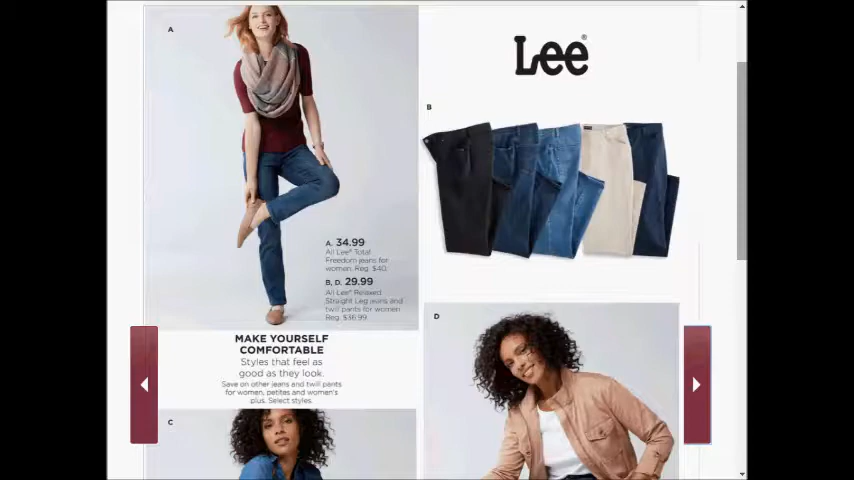 A
Lee®
B
A. 34.99
All Lee® Total
Freedom jeans for
women. Reg. $40.
B, D. 29.99
All Lee® Relaxed
Straight Leg jeans and
twill pants for women.
Reg. $36.99
MAKE YOURSELF
COMFORTABLE
Styles that feel as
good as they look.
Save on other jeans and twill pants
for women, petites and women's
plus. Select styles.
D
C